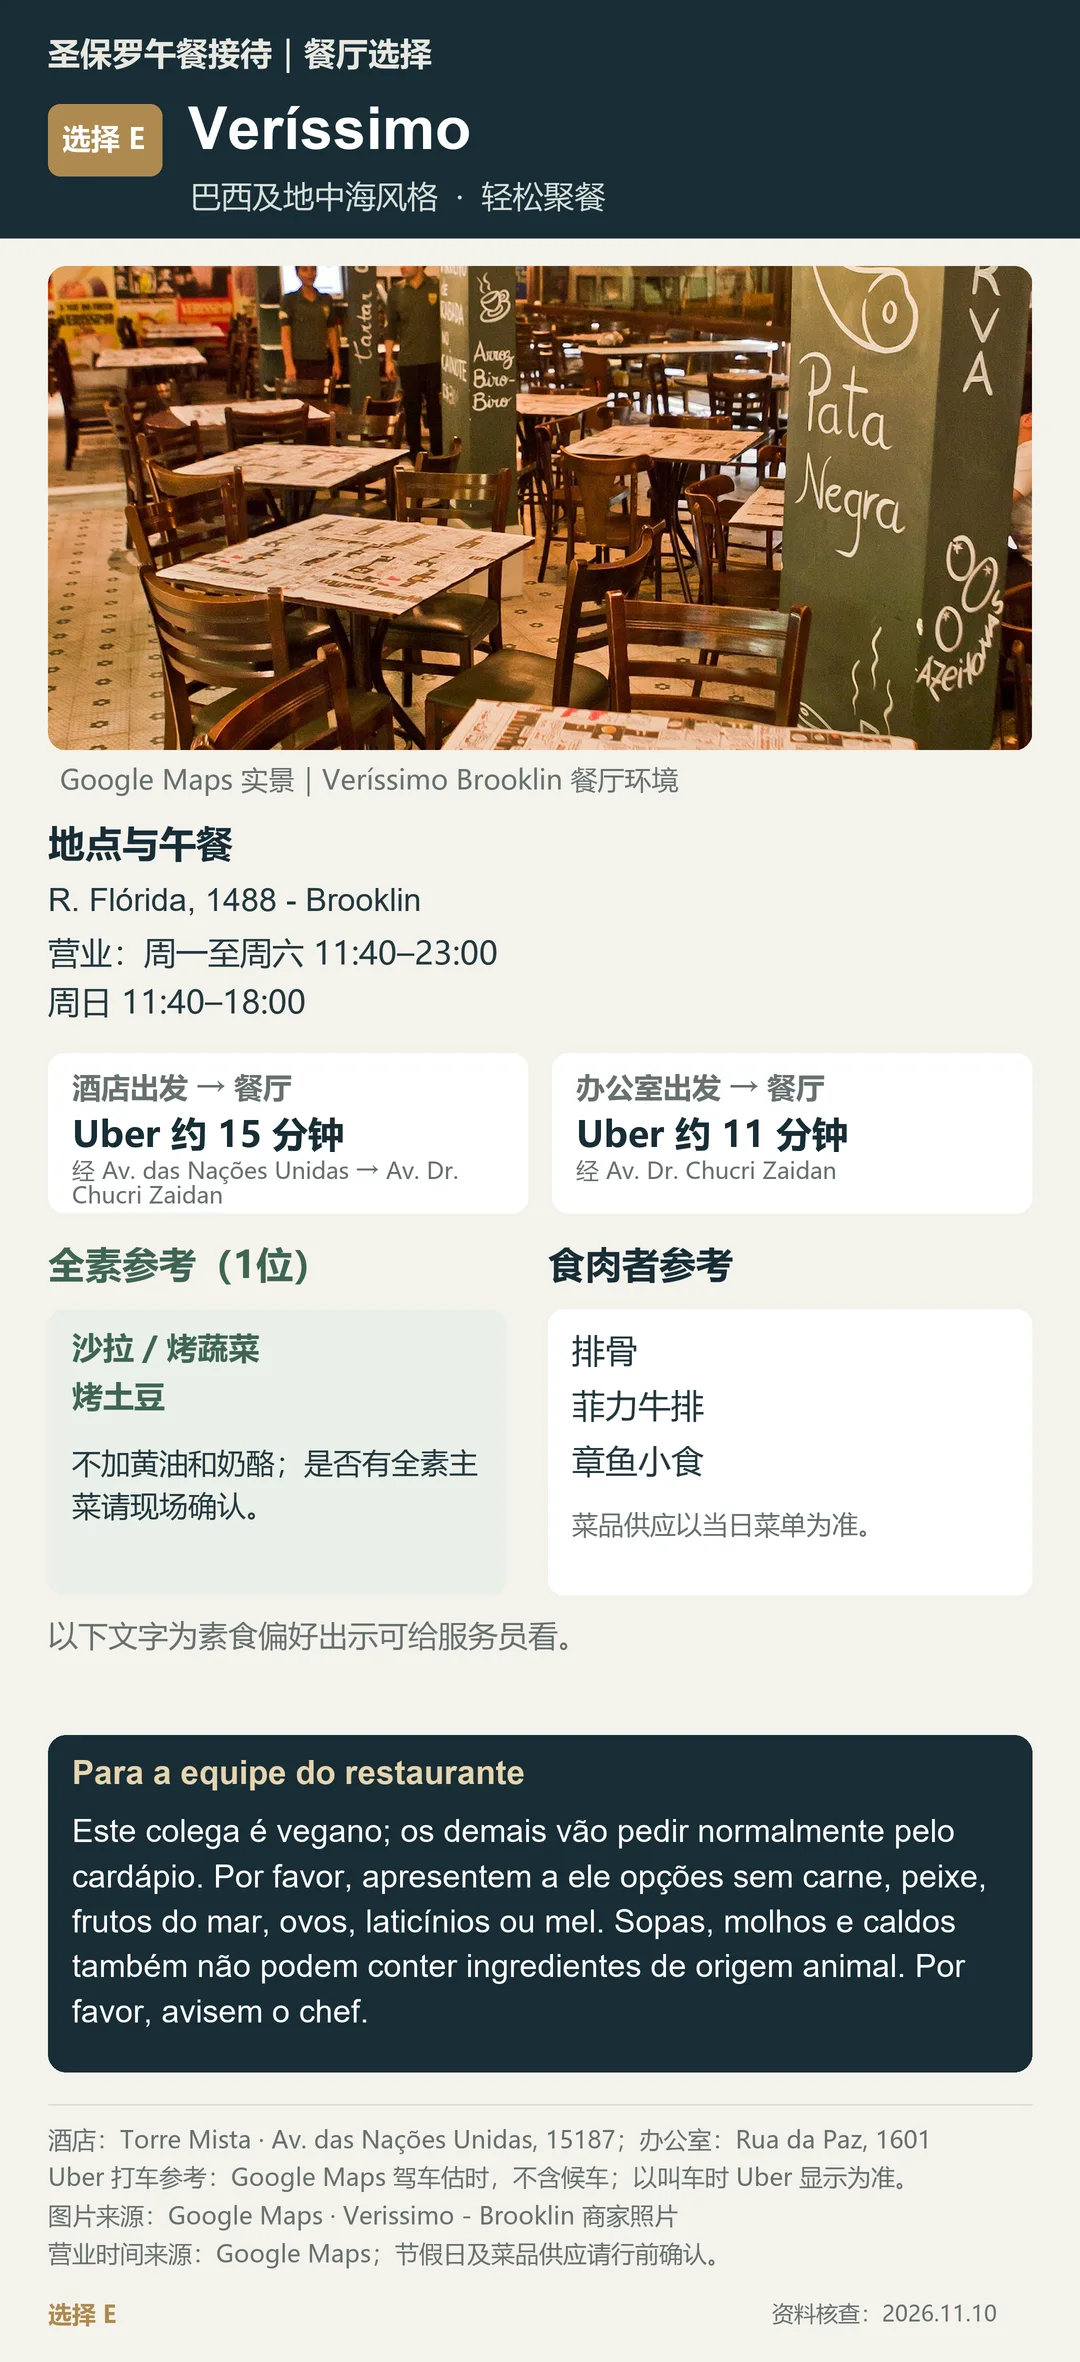 圣保罗午餐接待｜餐厅选择
选择 E
Veríssimo
巴西及地中海风格 · 轻松聚餐
Tartar
Arroz
Biro-
Biro
R
V
A
Pata
Negra
Azeitonas
Google Maps 实景｜Veríssimo Brooklin 餐厅环境
地点与午餐
R. Flórida, 1488 - Brooklin
营业：周一至周六 11:40–23:00
周日 11:40–18:00
酒店出发 → 餐厅
Uber 约 15 分钟
经 Av. das Nações Unidas → Av. Dr.
Chucri Zaidan
办公室出发 → 餐厅
Uber 约 11 分钟
经 Av. Dr. Chucri Zaidan
全素参考（1位）
沙拉 / 烤蔬菜
烤土豆
不加黄油和奶酪；是否有全素主
菜请现场确认。
食肉者参考
排骨
菲力牛排
章鱼小食
菜品供应以当日菜单为准。
以下文字为素食偏好出示可给服务员看。
Para a equipe do restaurante
Este colega é vegano; os demais vão pedir normalmente pelo
cardápio. Por favor, apresentem a ele opções sem carne, peixe,
frutos do mar, ovos, laticínios ou mel. Sopas, molhos e caldos
também não podem conter ingredientes de origem animal. Por
favor, avisem o chef.
酒店：Torre Mista · Av. das Nações Unidas, 15187；办公室：Rua da Paz, 1601
Uber 打车参考：Google Maps 驾车估时，不含候车；以叫车时 Uber 显示为准。
图片来源：Google Maps · Verissimo - Brooklin 商家照片
营业时间来源：Google Maps；节假日及菜品供应请行前确认。
选择 E
资料核查：2026.11.10